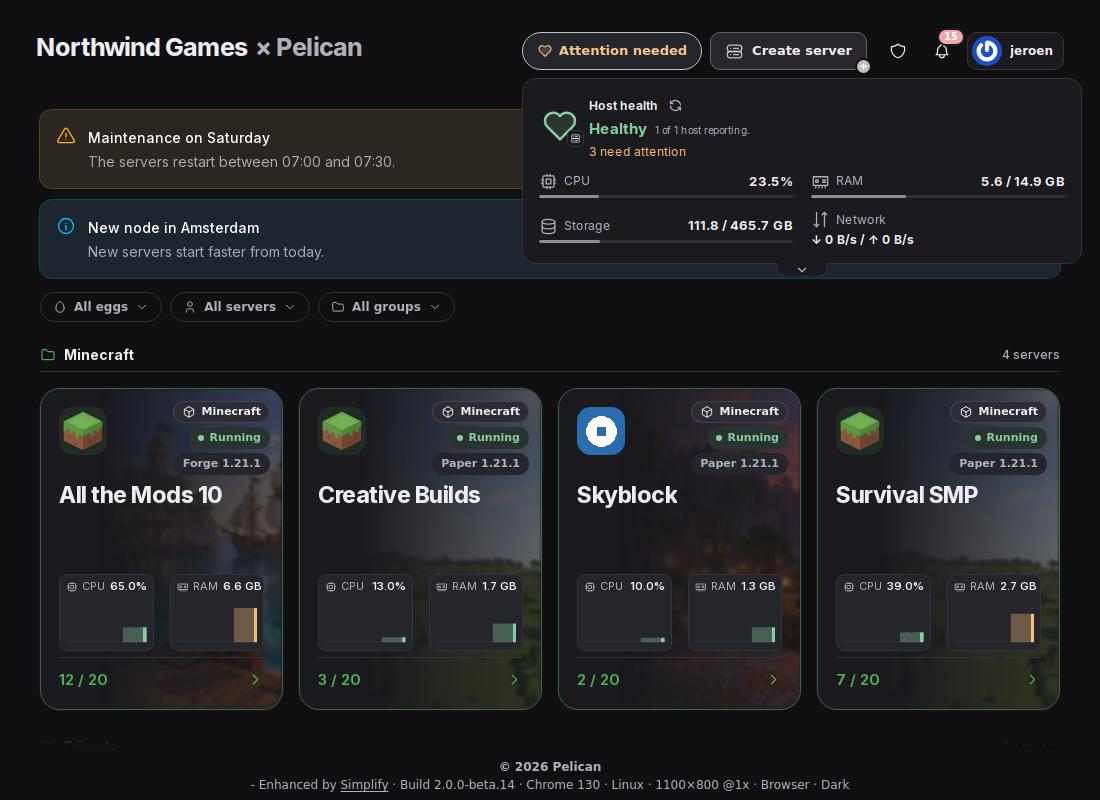 Northwind Games × Pelican
Attention needed
Create server
15
jeroen
Host health
Healthy 1 of 1 host reporting.
3 need attention
CPU 23.5%
RAM 5.6 / 14.9 GB
Storage 111.8 / 465.7 GB
Network
↓ 0 B/s / ↑ 0 B/s
Maintenance on Saturday
The servers restart between 07:00 and 07:30.
New node in Amsterdam
New servers start faster from today.
All eggs
All servers
All groups
Minecraft
4 servers
Minecraft
Running
Forge 1.21.1
All the Mods 10
CPU 65.0%
RAM 6.6 GB
12 / 20
Minecraft
Running
Paper 1.21.1
Creative Builds
CPU 13.0%
RAM 1.7 GB
3 / 20
Minecraft
Running
Paper 1.21.1
Skyblock
CPU 10.0%
RAM 1.3 GB
2 / 20
Minecraft
Running
Paper 1.21.1
Survival SMP
CPU 39.0%
RAM 2.7 GB
7 / 20
© 2026 Pelican
- Enhanced by Simplify · Build 2.0.0-beta.14 · Chrome 130 · Linux · 1100×800 @1x · Browser · Dark